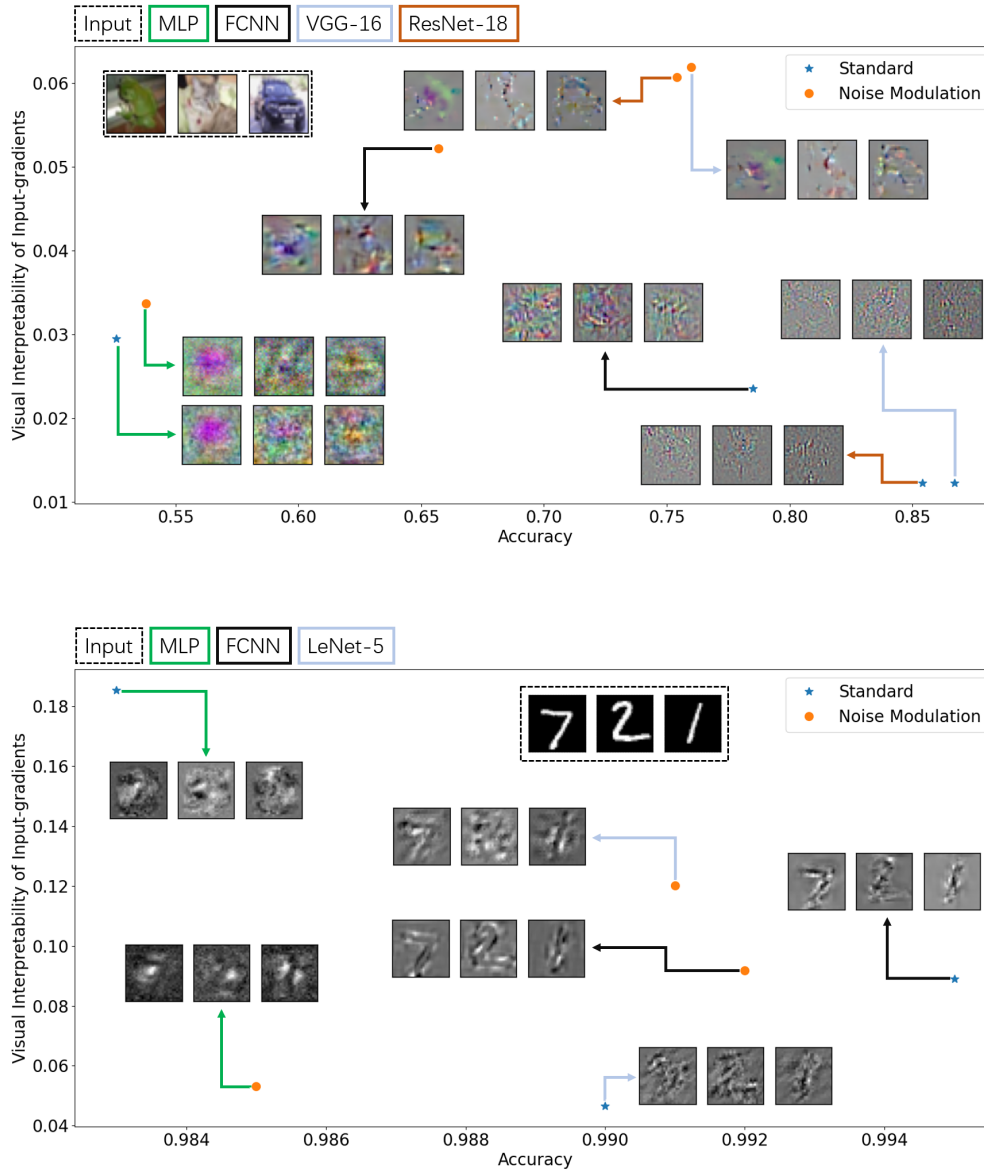 Input MLP FCNN VGG-16 ResNet-18
Standard
Noise Modulation
Visual Interpretability of Input-gradients
0.06
0.05
0.04
0.03
0.02
0.01
0.55 0.60 0.65 0.70 0.75 0.80 0.85
Accuracy
Input MLP FCNN LeNet-5
Standard
Noise Modulation
7 2 1
Visual Interpretability of Input-gradients
0.18
0.16
0.14
0.12
0.10
0.08
0.06
0.04
0.984 0.986 0.988 0.990 0.992 0.994
Accuracy